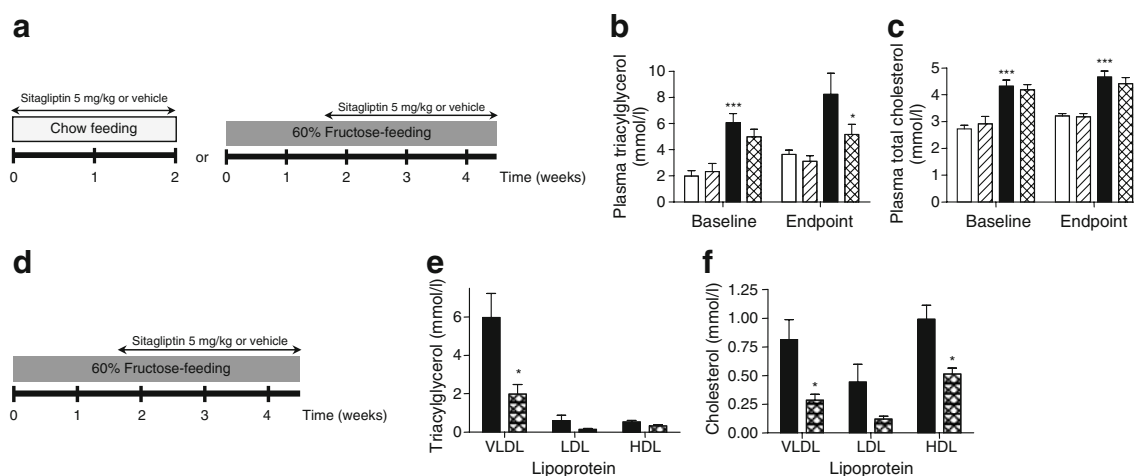 a
Sitagliptin 5 mg/kg or vehicle
Chow feeding
0 1 2
or
Sitagliptin 5 mg/kg or vehicle
60% Fructose-feeding
0 1 2 3 4 Time (weeks)
b
Plasma triacylglycerol
(mmol/l)
10
8
6
4
2
0
***
*
Baseline Endpoint
c
Plasma total cholesterol
(mmol/l)
5
4
3
2
1
0
***
***
Baseline Endpoint
d
Sitagliptin 5 mg/kg or vehicle
60% Fructose-feeding
0 1 2 3 4 Time (weeks)
e
Triacylglycerol (mmol/l)
6
4
2
0
*
VLDL LDL HDL
Lipoprotein
f
Cholesterol (mmol/l)
1.25
1.00
0.75
0.50
0.25
0.00
*
*
VLDL LDL HDL
Lipoprotein